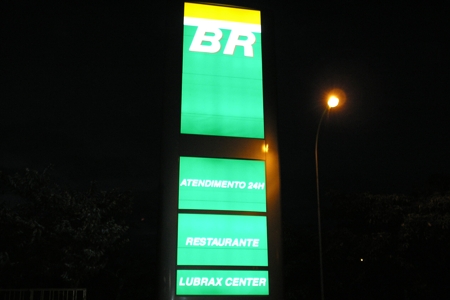 BR
ATENDIMENTO 24H
RESTAURANTE
LUBRAX CENTER